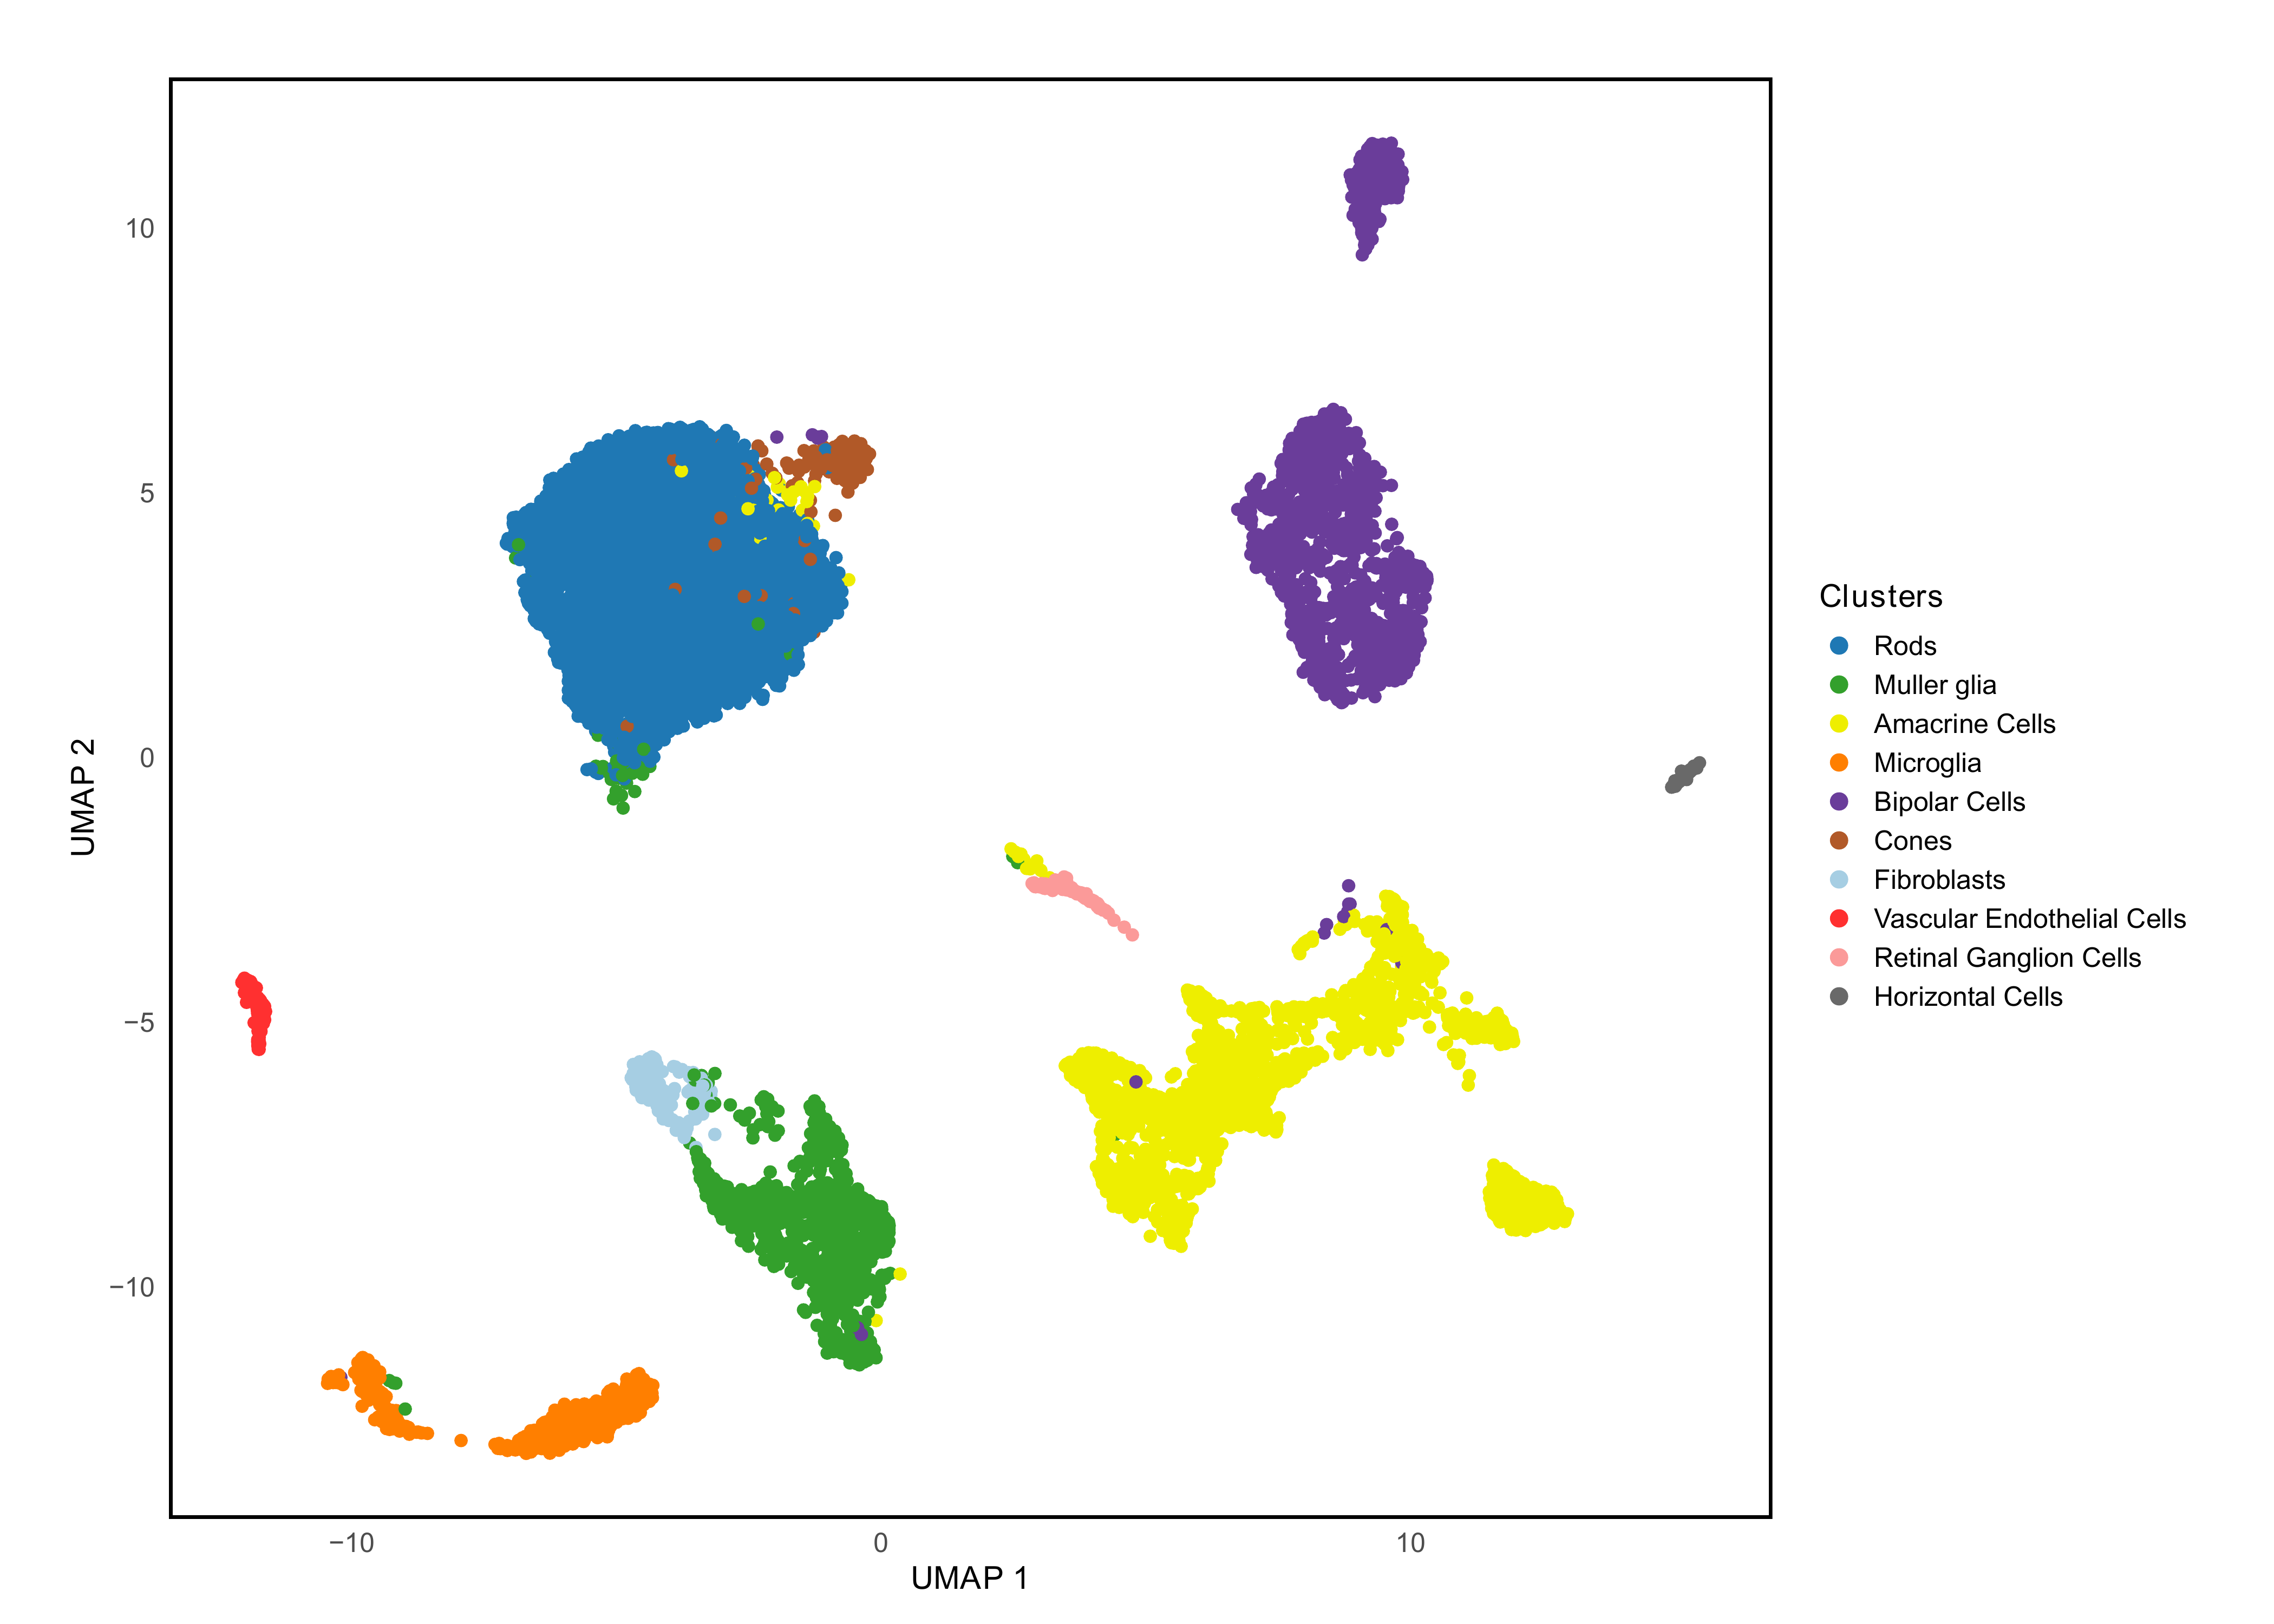 10
5
0
−5
−10
UMAP 2
−10 0 10
UMAP 1
Clusters
Rods
Muller glia
Amacrine Cells
Microglia
Bipolar Cells
Cones
Fibroblasts
Vascular Endothelial Cells
Retinal Ganglion Cells
Horizontal Cells